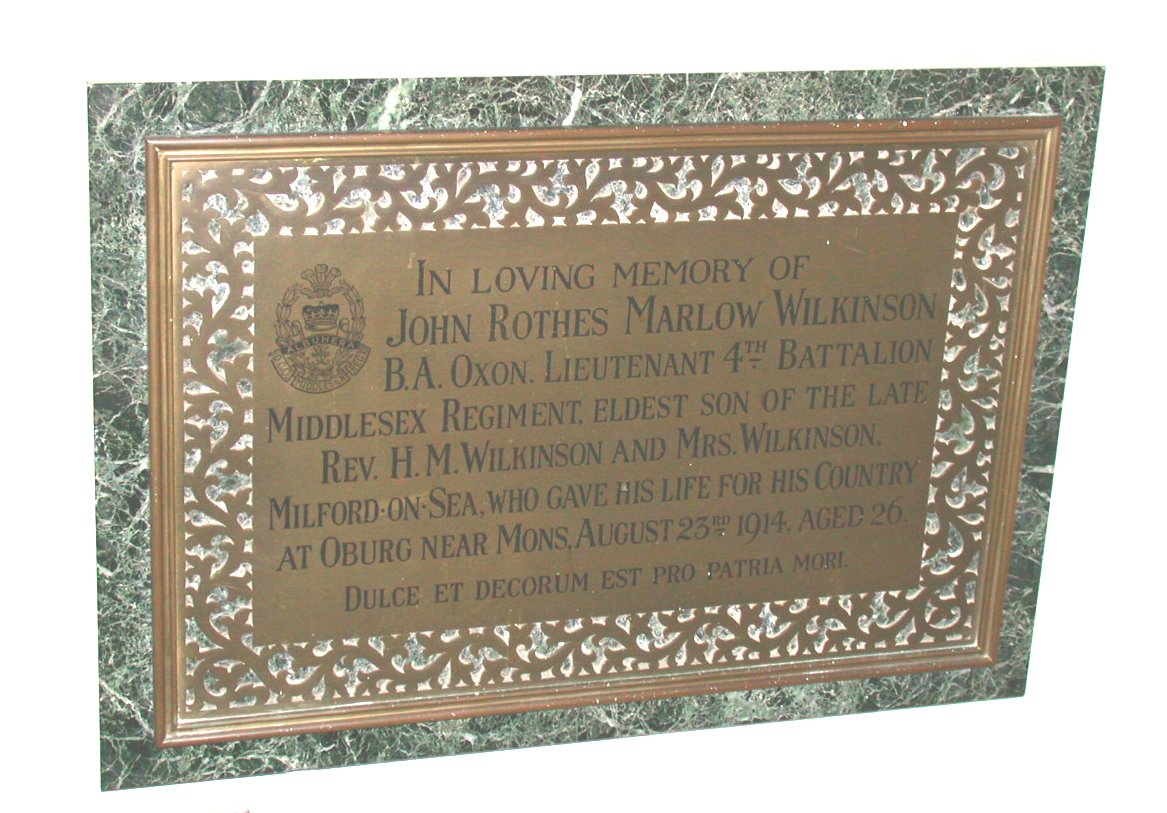 ALBUHERA
MIDDLESEX
IN LOVING MEMORY OF
JOHN ROTHES MARLOW WILKINSON
B.A. OXON. LIEUTENANT 4TH BATTALION
MIDDLESEX REGIMENT, ELDEST SON OF THE LATE
REV. H. M. WILKINSON AND MRS. WILKINSON,
MILFORD-ON-SEA, WHO GAVE HIS LIFE FOR HIS COUNTRY
AT OBURG NEAR MONS, AUGUST 23RD 1914, AGED 26.
DULCE ET DECORUM EST PRO PATRIA MORI.